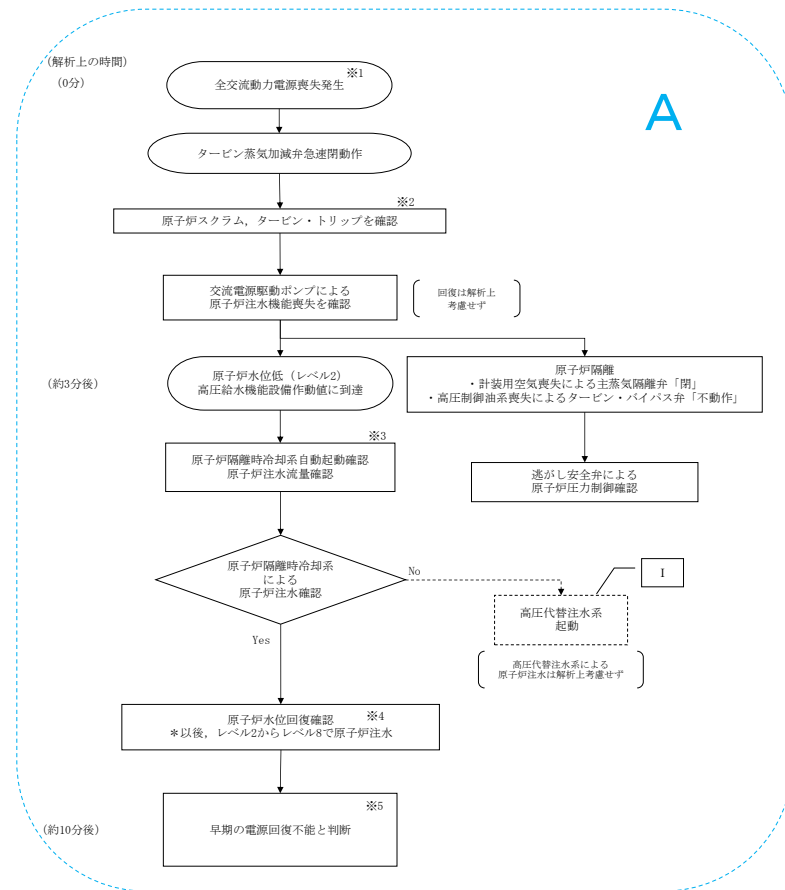 (解析上の時間)
(0分)
※1
全交流動力電源喪失発生
A
タービン蒸気加減弁急速閉動作
※2
原子炉スクラム，タービン・トリップを確認
交流電源駆動ポンプによる
原子炉注水機能喪失を確認
回復は解析上
考慮せず
(約3分後)
原子炉水位低（レベル2）
高圧給水機能設備作動値に到達
原子炉隔離
・計装用空気喪失による主蒸気隔離弁「閉」
・高圧制御油系喪失によるタービン・バイパス弁「不動作」
※3
原子炉隔離時冷却系自動起動確認
原子炉注水流量確認
逃がし安全弁による
原子炉圧力制御確認
原子炉隔離時冷却系
による
原子炉注水確認
No
I
高圧代替注水系
起動
Yes
高圧代替注水系による
原子炉注水は解析上考慮せず
※4
原子炉水位回復確認
＊以後，レベル2からレベル8で原子炉注水
※5
(約10分後)
早期の電源回復不能と判断